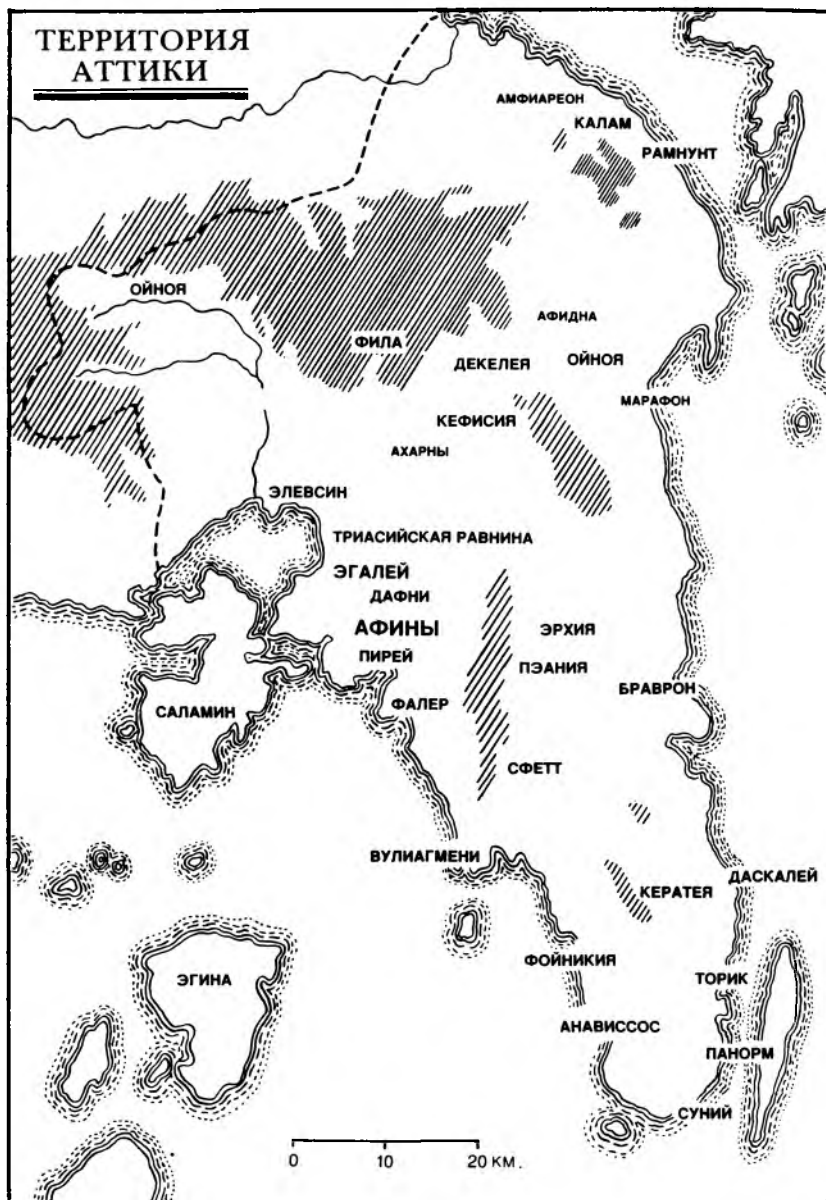 ТЕРРИТОРИЯ
АТТИКИ
АМФИАРЕОН
КАЛАМ
РАМНУНТ
ОЙНОЯ
АФИДНА
ФИЛА
ДЕКЕЛЕЯ
ОЙНОЯ
МАРАФОН
КЕФИСИЯ
АХАРНЫ
ЭЛЕВСИН
ТРИАСИЙСКАЯ РАВНИНА
ЭГАЛЕЙ
ДАФНИ
АФИНЫ
ЭРХИЯ
ПИРЕЙ
ПЭАНИЯ
БРАВРОН
САЛАМИН
ФАЛЕР
СФЕТТ
ВУЛИАГМЕНИ
ДАСКАЛЕЙ
КЕРАТЕЯ
ФОЙНИКИЯ
ЭГИНА
ТОРИК
АНАВИССОС
ПАНОРМ
СУНИЙ
0 10 20 КМ.